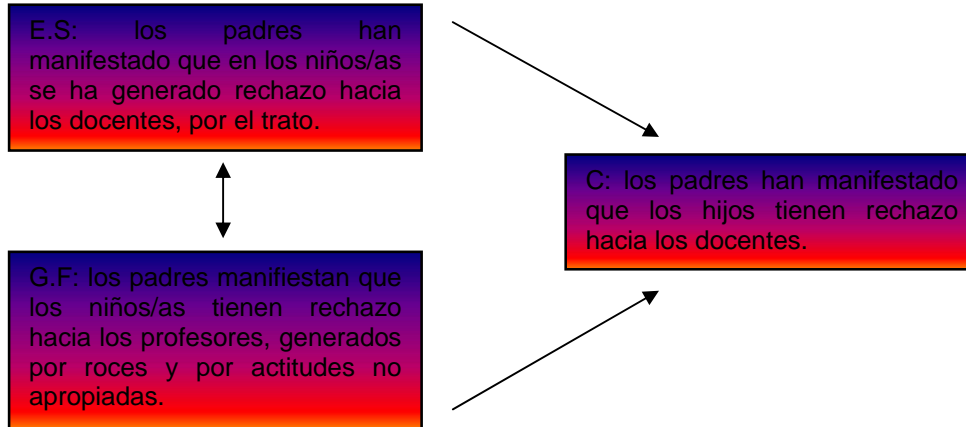 E.S: los padres han
manifestado que en los niños/as
se ha generado rechazo hacia
los docentes, por el trato.
G.F: los padres manifiestan que
los niños/as tienen rechazo
hacia los profesores, generados
por roces y por actitudes no
apropiadas.
C: los padres han manifestado
que los hijos tienen rechazo
hacia los docentes.